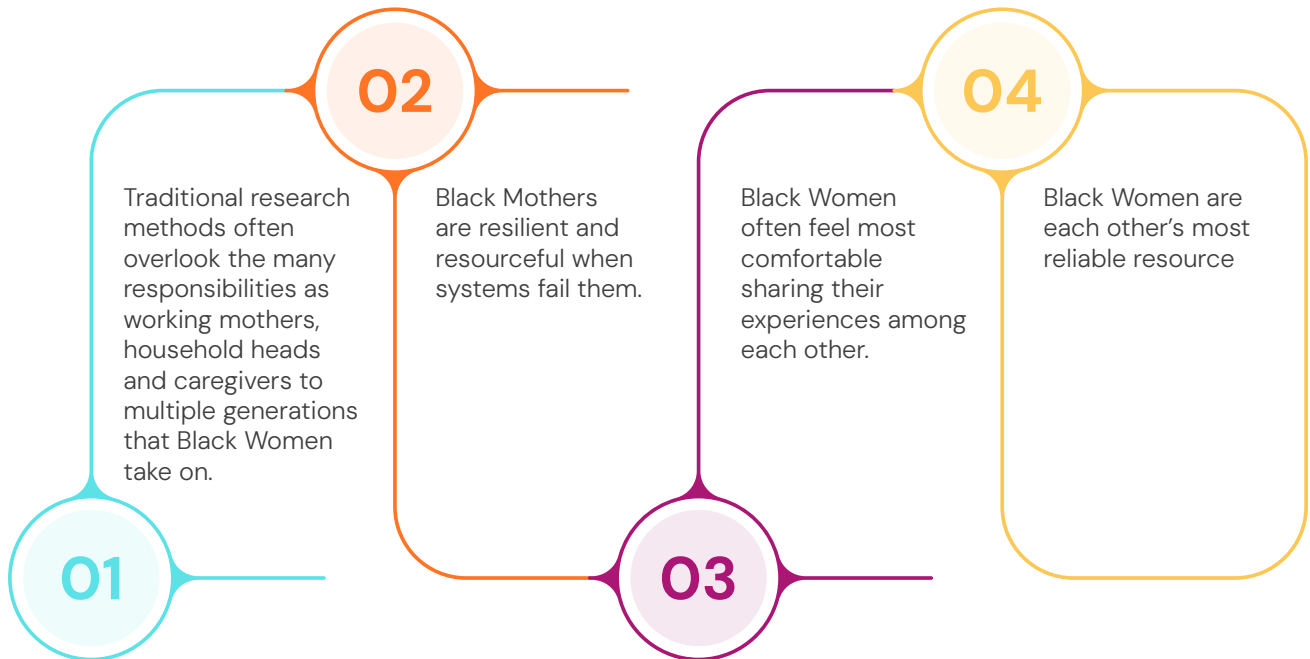 01
Traditional research
methods often
overlook the many
responsibilities as
working mothers,
household heads
and caregivers to
multiple generations
that Black Women
take on.
02
Black Mothers
are resilient and
resourceful when
systems fail them.
03
Black Women
often feel most
comfortable
sharing their
experiences among
each other.
04
Black Women are
each other’s most
reliable resource